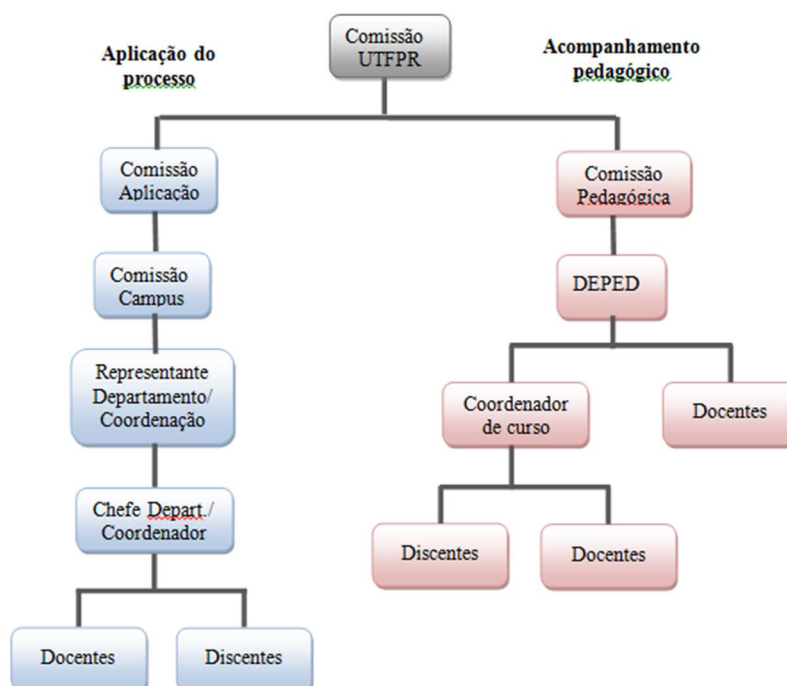 Comissão
UTFPR
Aplicação do
processo
Acompanhamento
pedagógico
Comissão
Aplicação
Comissão
Pedagógica
Comissão
Campus
DEPED
Representante
Departamento/
Coordenação
Coordenador
de curso
Docentes
Chefe Depart./
Coordenador
Discentes
Docentes
Docentes
Discentes